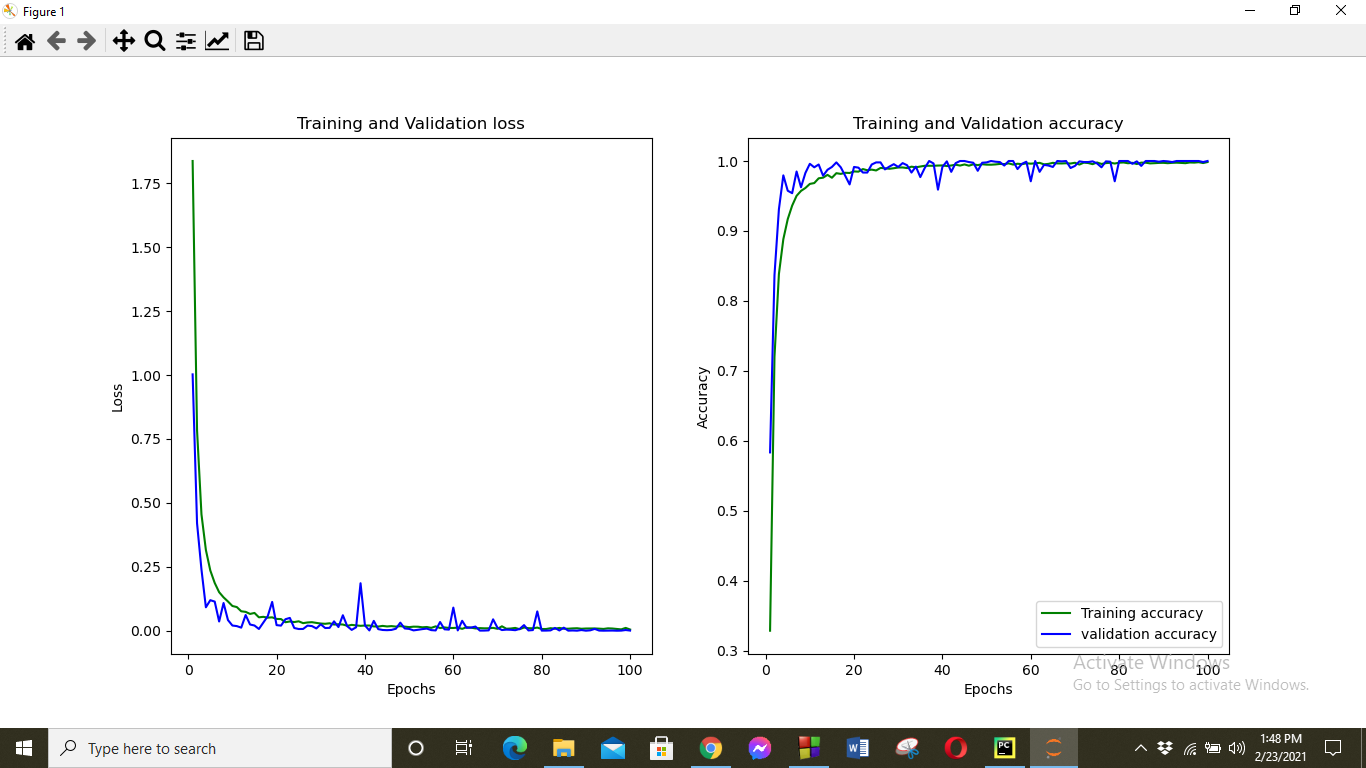 Figure 1
Training and Validation loss
1.75
1.50
1.25
1.00
0.75
0.50
0.25
0.00
Loss
0 20 40 60 80 100
Epochs
Training and Validation accuracy
1.0
0.9
0.8
0.7
0.6
0.5
0.4
0.3
Accuracy
Training accuracy
validation accuracy
0 20 40 60 80 100
Epochs
Activate Windows
Go to Settings to activate Windows.
Type here to search
PC
W
1:48 PM
2/23/2021